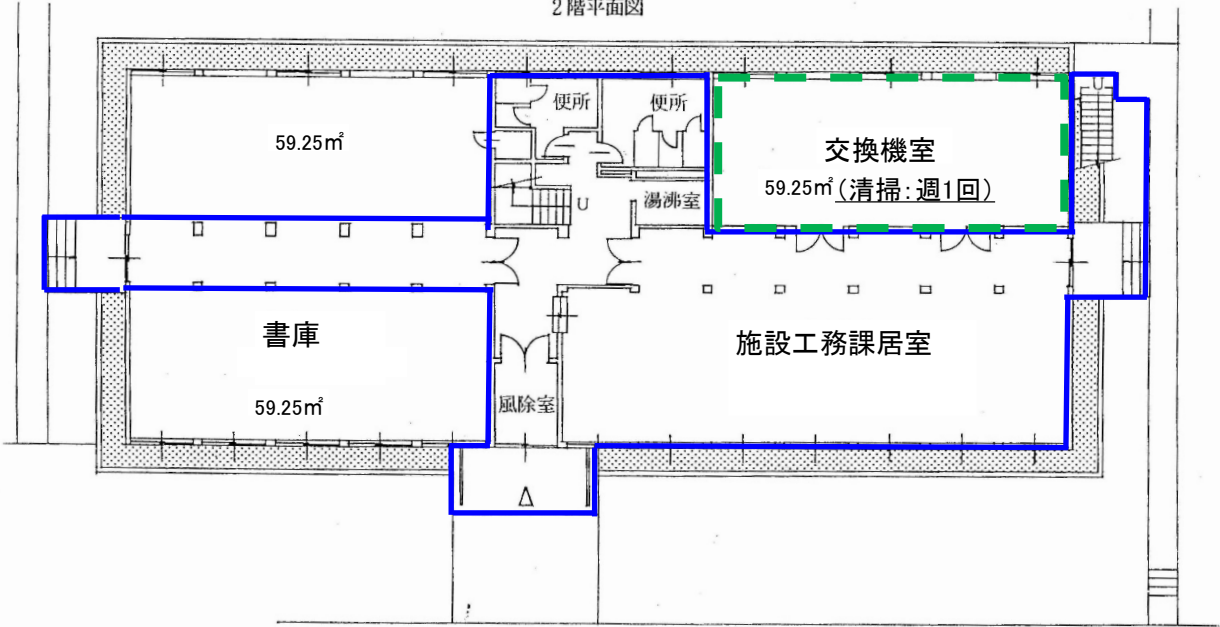 2階平面図
便所
便所
59.25㎡
交換機室
59.25㎡(清掃:週1回)
湯沸室
U
U
書庫
施設工務課居室
59.25㎡
風除室